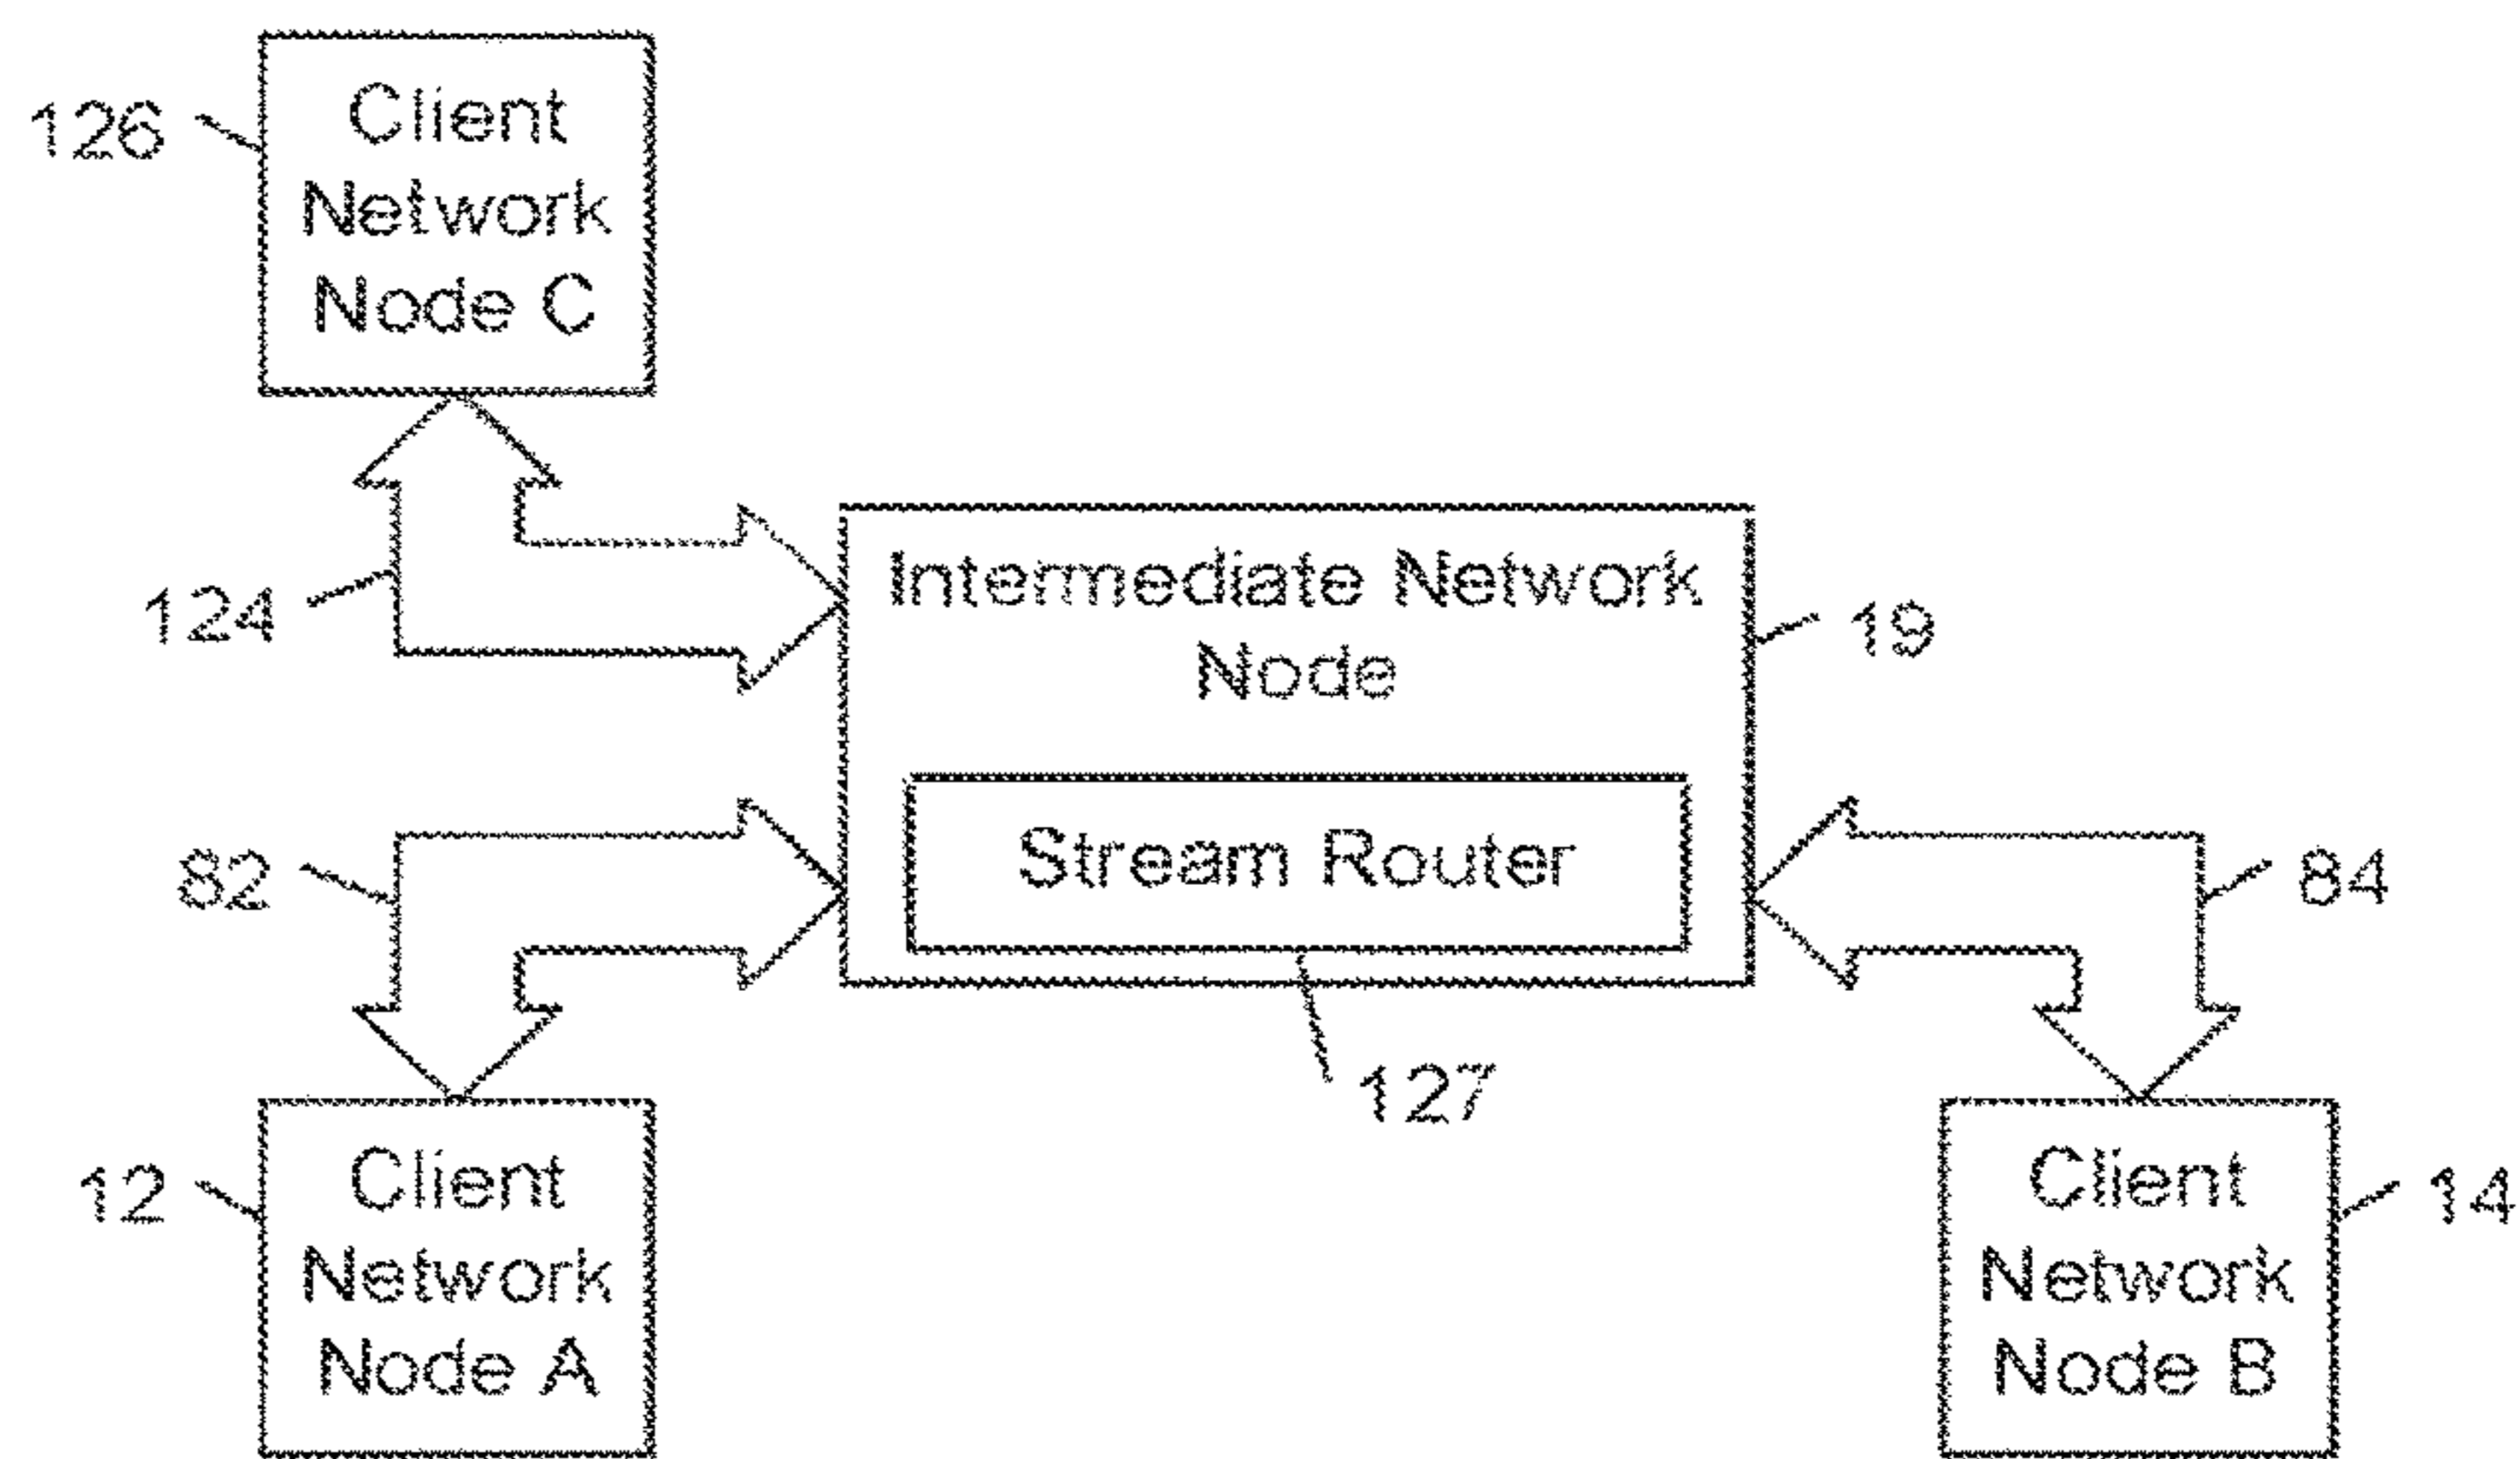 126
Client
Network
Node C
124
Intermediate Network
Node
19
Stream Router
82
84
127
12
Client
Network
Node A
Client
Network
Node B
14